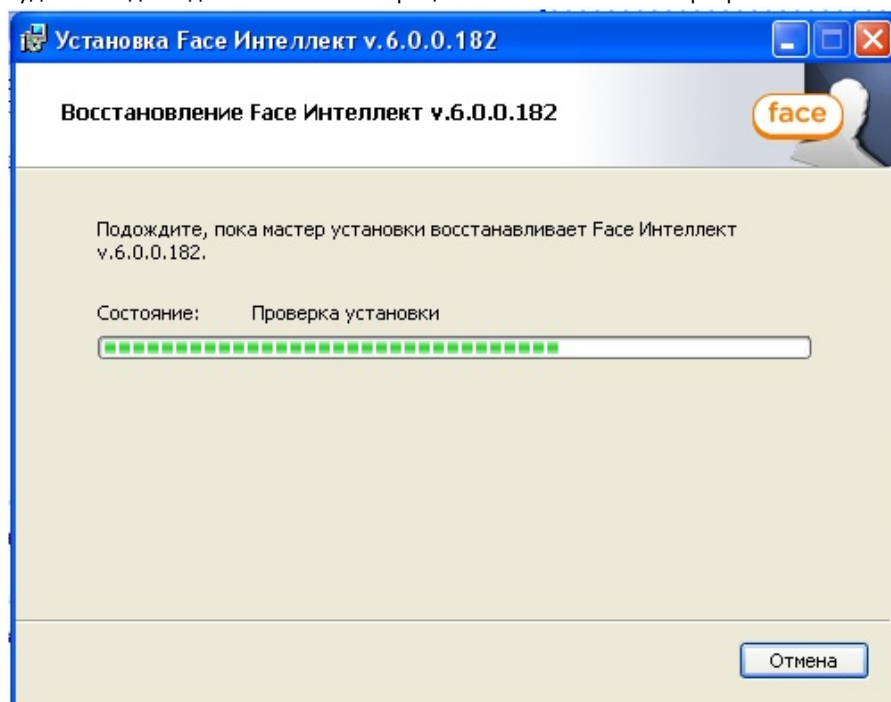 Установка Face Интеллект v.6.0.0.182
Восстановление Face Интеллект v.6.0.0.182
face
Подождите, пока мастер установки восстанавливает Face Интеллект
v.6.0.0.182.
Состояние: Проверка установки
Отмена